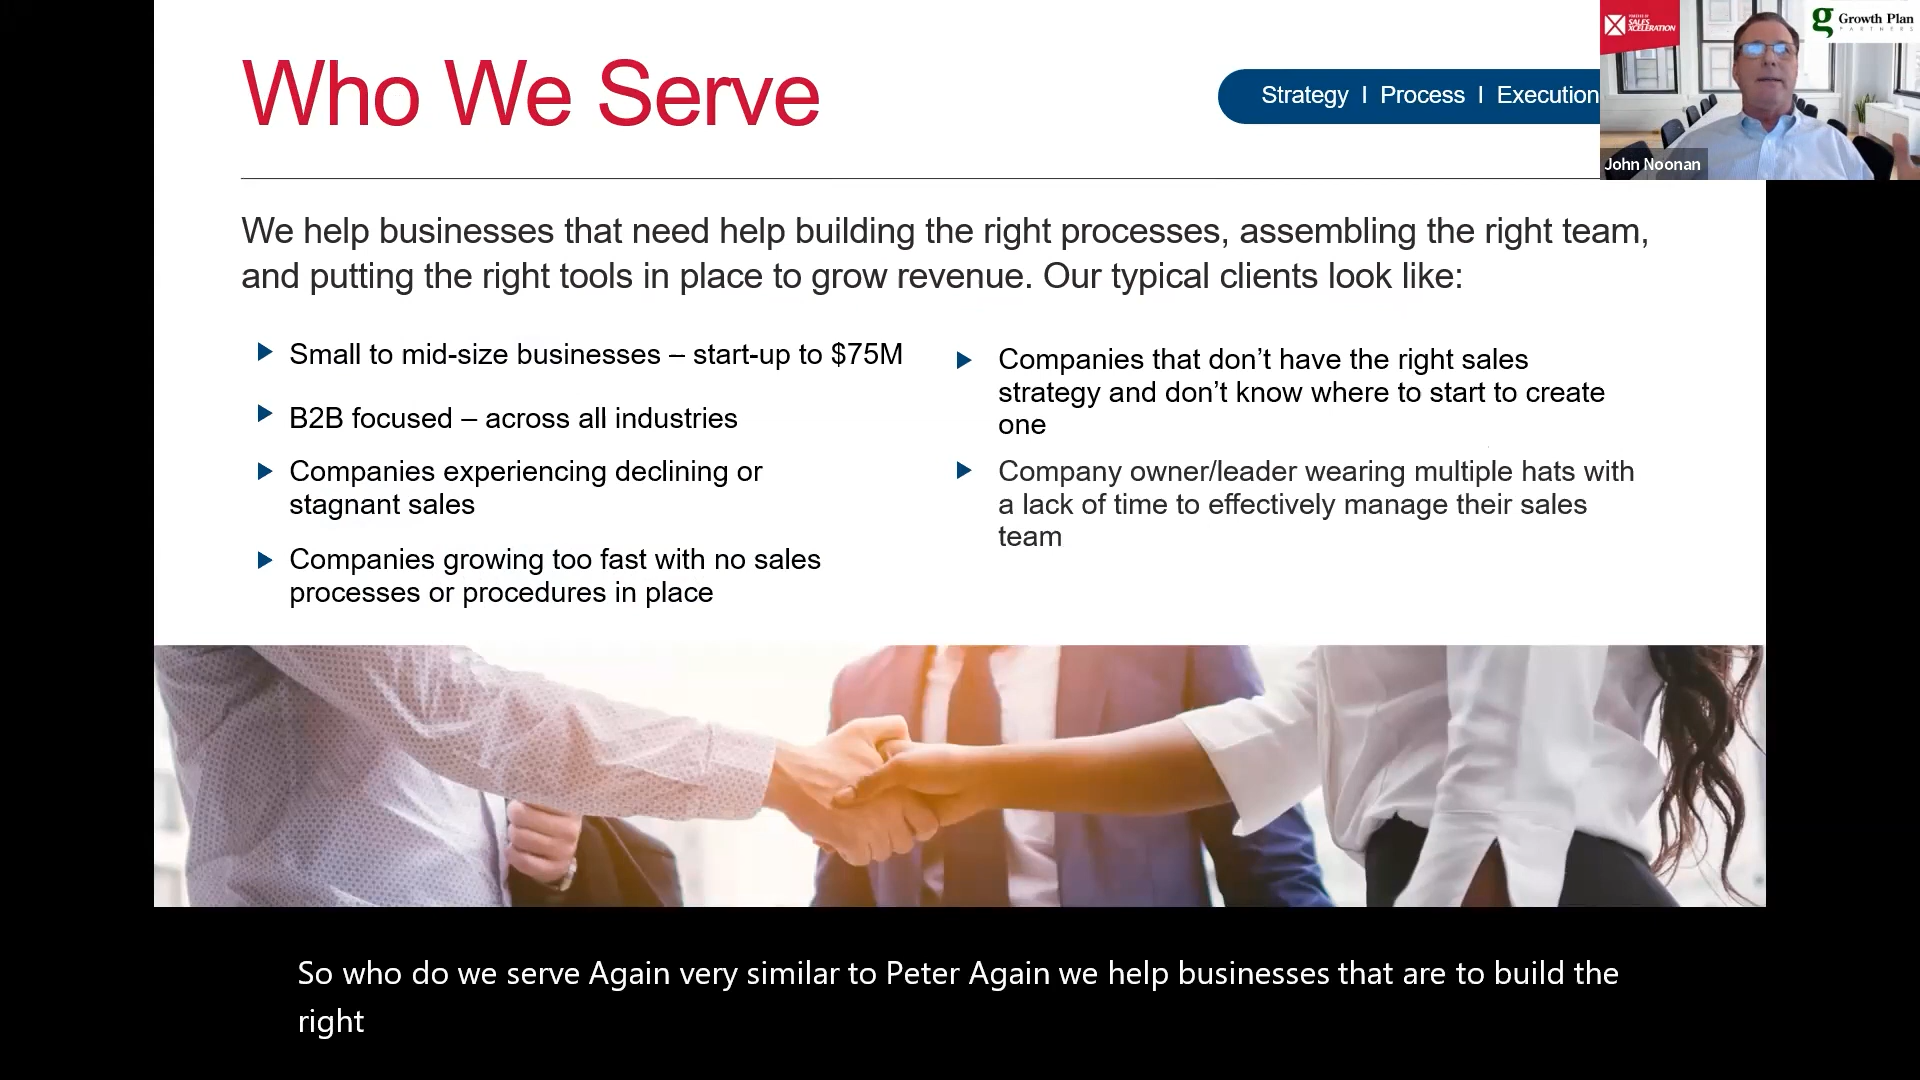 Who We Serve
Strategy I Process I Execution
POWERED BY
SALES
XCELERATION
g Growth Plan
PARTNERS
John Noonan
We help businesses that need help building the right processes, assembling the right team,
and putting the right tools in place to grow revenue. Our typical clients look like:
Small to mid-size businesses – start-up to $75M
B2B focused – across all industries
Companies experiencing declining or
stagnant sales
Companies growing too fast with no sales
processes or procedures in place
Companies that don’t have the right sales
strategy and don’t know where to start to create
one
Company owner/leader wearing multiple hats with
a lack of time to effectively manage their sales
team
So who do we serve Again very similar to Peter Again we help businesses that are to build the
right